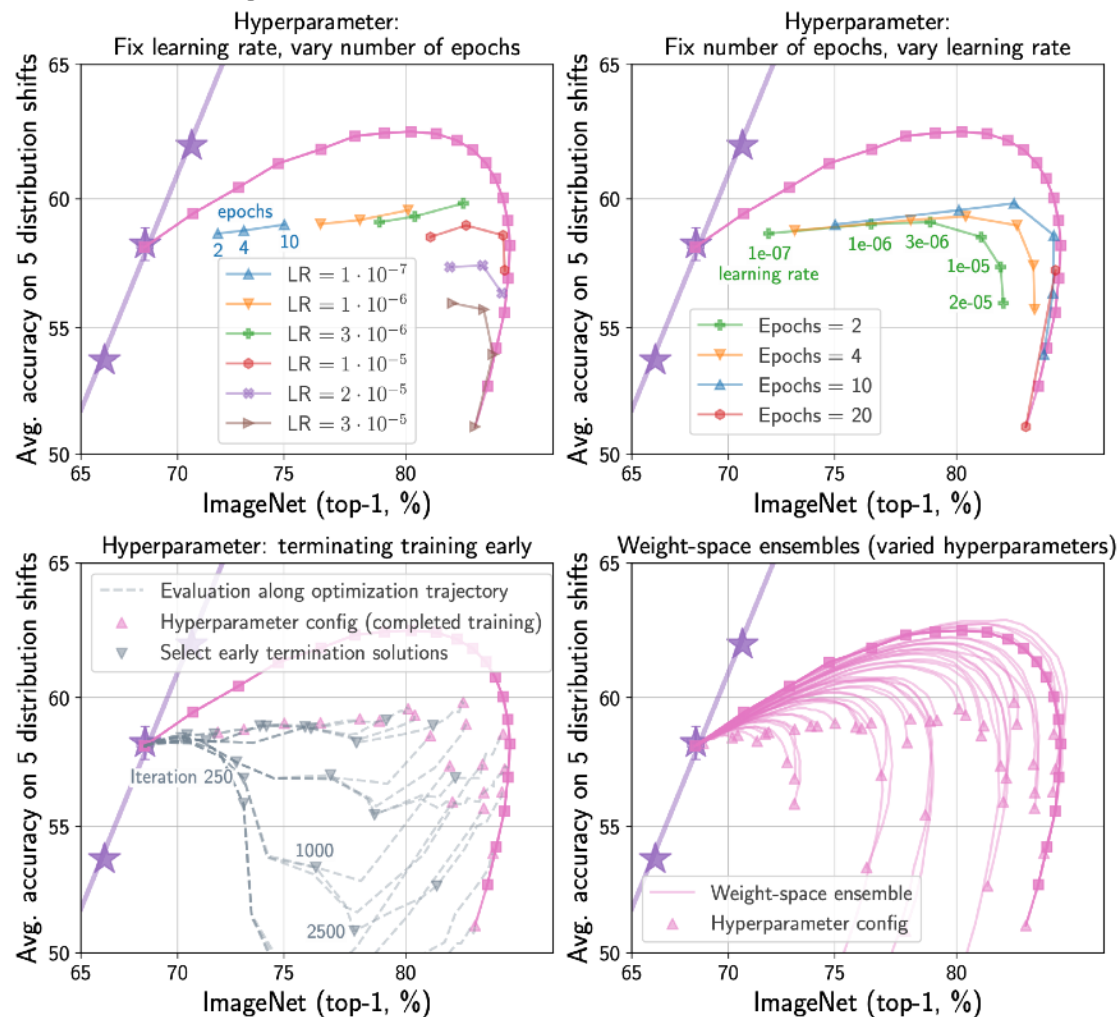 Hyperparameter:
Fix learning rate, vary number of epochs
Avg. accuracy on 5 distribution shifts
65
60
55
50
epochs
2
4
10
LR = 1 · 10⁻⁷
LR = 1 · 10⁻⁶
LR = 3 · 10⁻⁶
LR = 1 · 10⁻⁵
LR = 2 · 10⁻⁵
LR = 3 · 10⁻⁵
65
70
75
80
ImageNet (top-1, %)
Hyperparameter:
Fix number of epochs, vary learning rate
Avg. accuracy on 5 distribution shifts
65
60
55
50
1e-07
learning rate
1e-06
3e-06
1e-05
2e-05
Epochs = 2
Epochs = 4
Epochs = 10
Epochs = 20
65
70
75
80
ImageNet (top-1, %)
Hyperparameter: terminating training early
Avg. accuracy on 5 distribution shifts
65
60
55
50
Evaluation along optimization trajectory
Hyperparameter config (completed training)
Select early termination solutions
Iteration 250
1000
2500
65
70
75
80
ImageNet (top-1, %)
Weight-space ensembles (varied hyperparameters)
Avg. accuracy on 5 distribution shifts
65
60
55
50
Weight-space ensemble
Hyperparameter config
65
70
75
80
ImageNet (top-1, %)